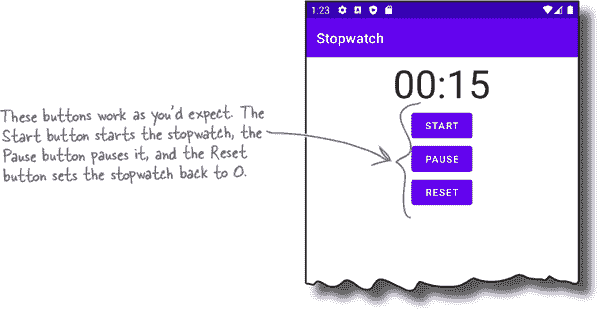 1:23
Stopwatch
00:15
These buttons work as you'd expect. The
Start button starts the stopwatch, the
Pause button pauses it, and the Reset
button sets the stopwatch back to 0.
START
PAUSE
RESET